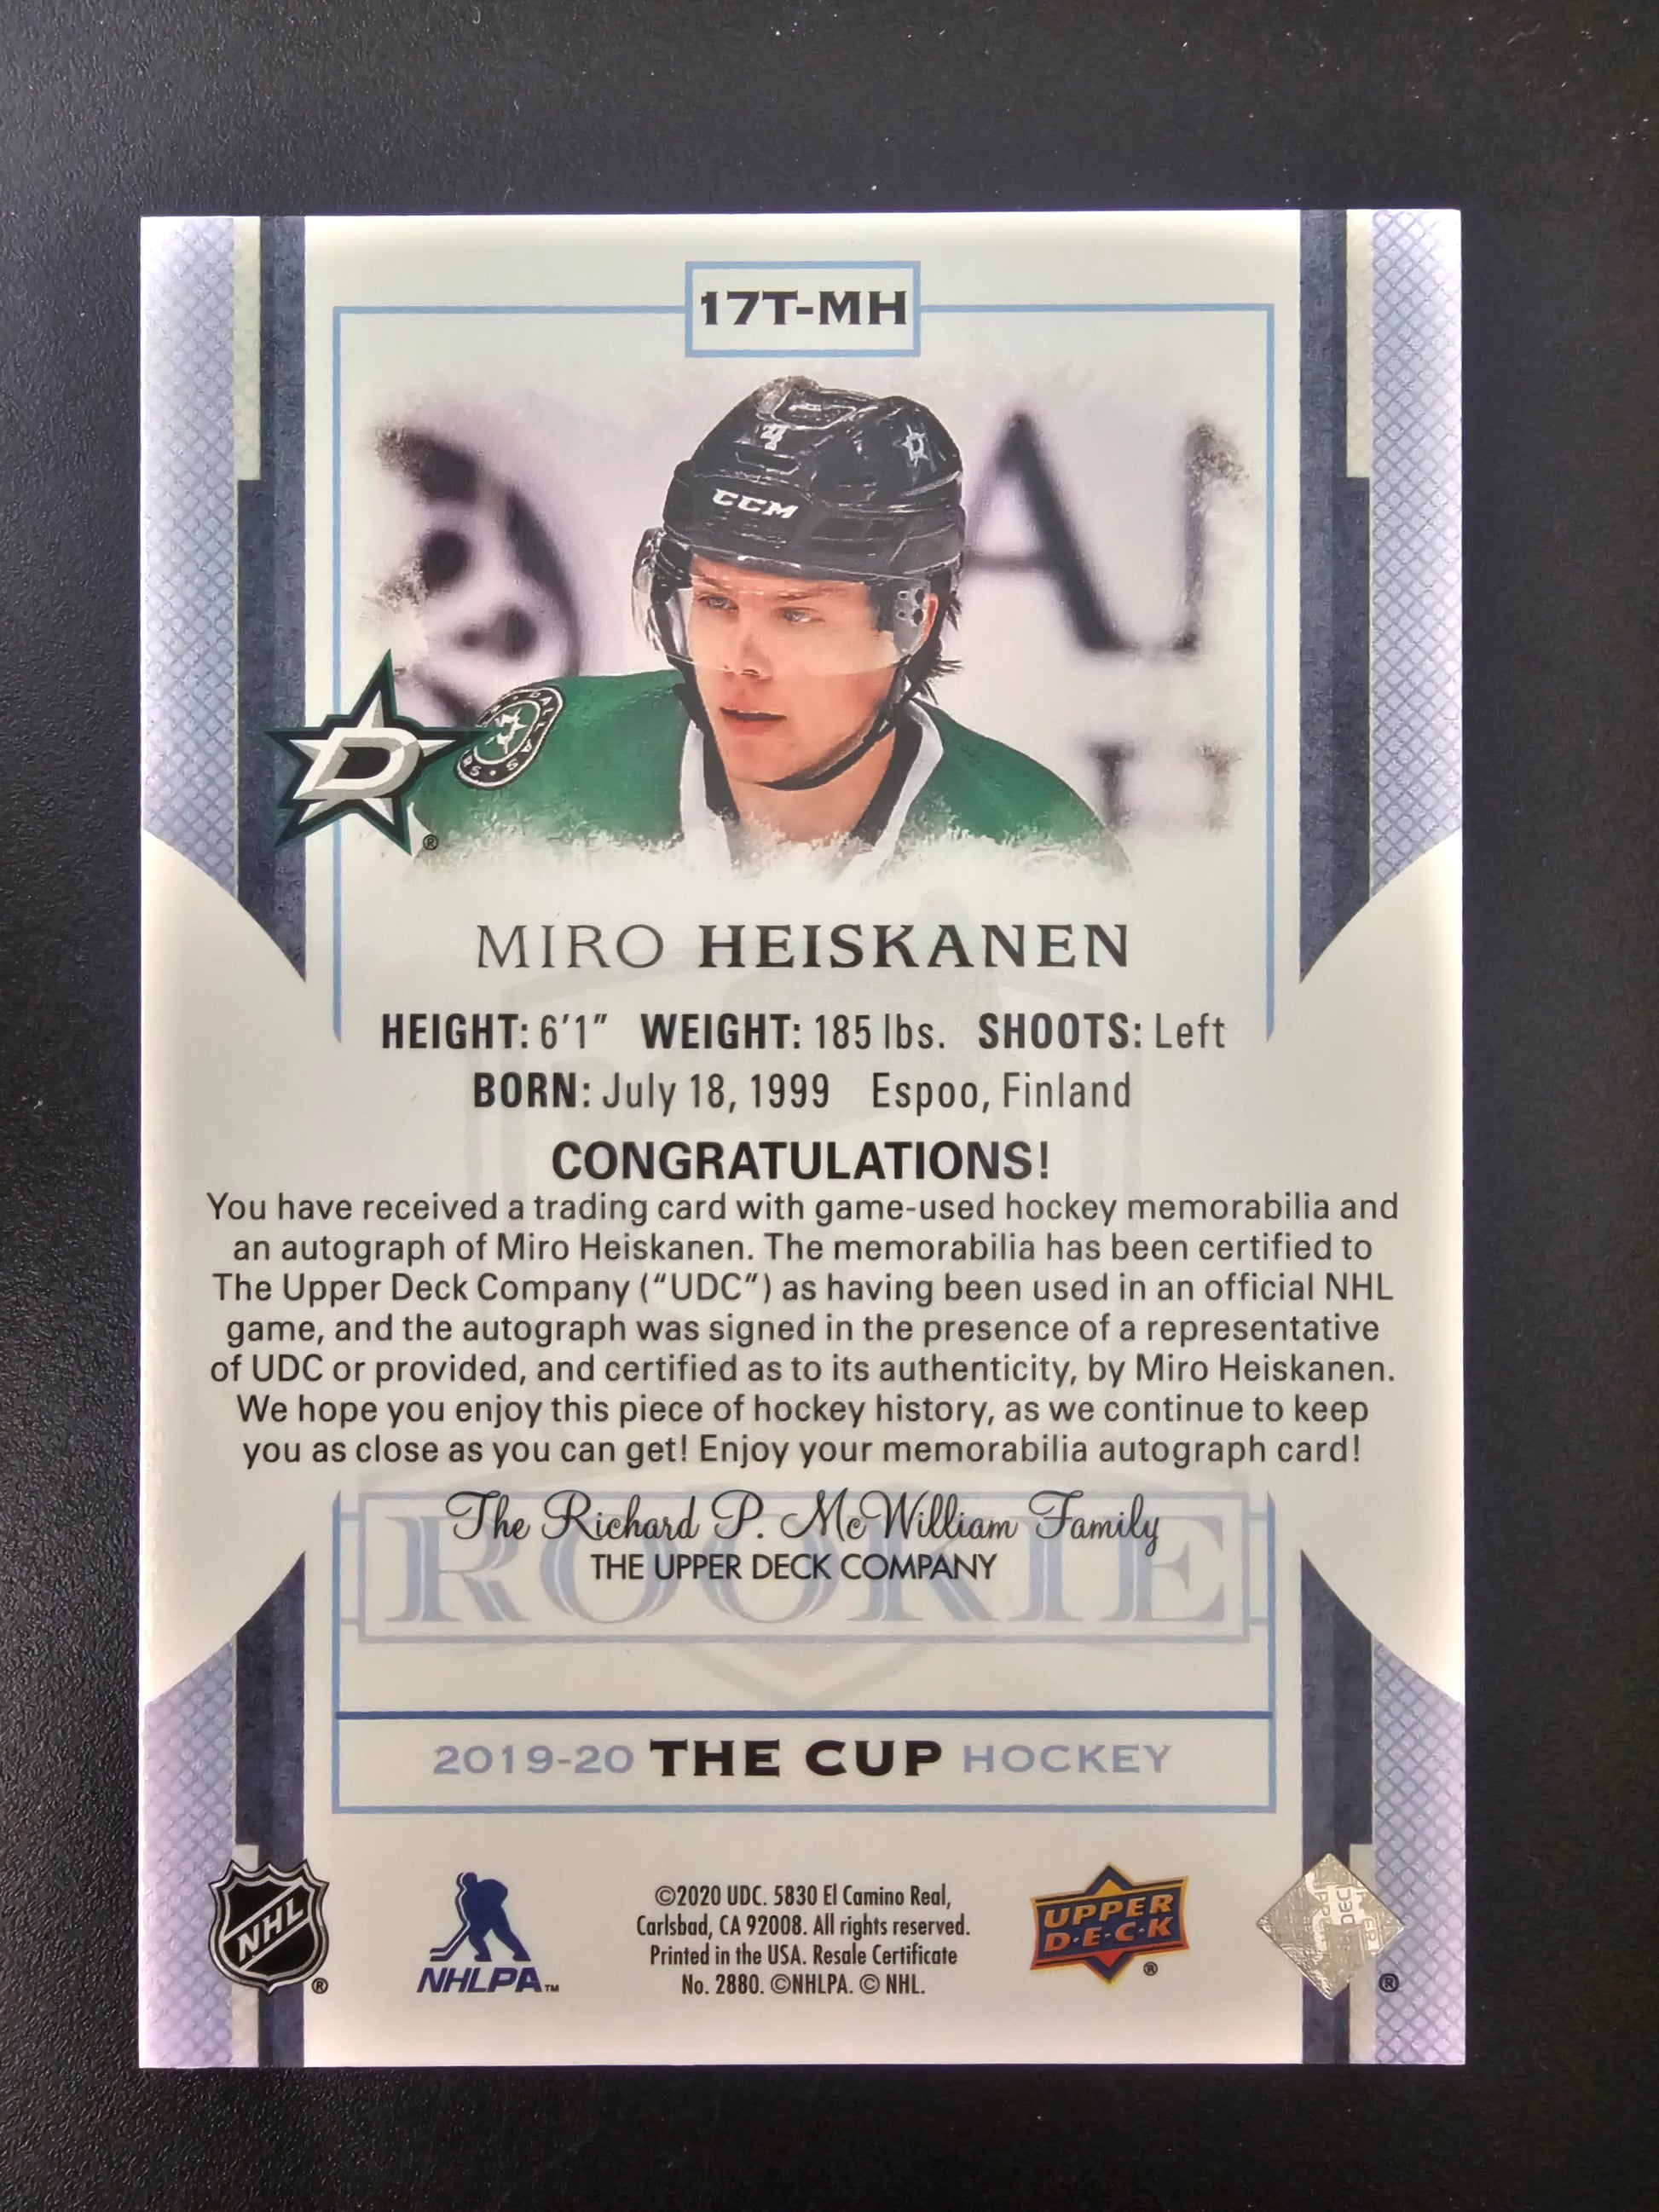 17T-MH
4
CCM
DALLAS
STARS
AI
H
D
®
MIRO HEISKANEN
HEIGHT: 6'1" WEIGHT: 185 lbs. SHOOTS: Left
BORN: July 18, 1999 Espoo, Finland
CONGRATULATIONS!
You have received a trading card with game-used hockey memorabilia and
an autograph of Miro Heiskanen. The memorabilia has been certified to
The Upper Deck Company (“UDC”) as having been used in an official NHL
game, and the autograph was signed in the presence of a representative
of UDC or provided, and certified as to its authenticity, by Miro Heiskanen.
We hope you enjoy this piece of hockey history, as we continue to keep
you as close as you can get! Enjoy your memorabilia autograph card!
The Richard P. McWilliam Family
THE UPPER DECK COMPANY
ROOKIE
2019-20 THE CUP HOCKEY
NHL ®
NHLPA™
©2020 UDC. 5830 El Camino Real,
Carlsbad, CA 92008. All rights reserved.
Printed in the USA. Resale Certificate
No. 2880. ©NHLPA. © NHL.
UPPER
D·E·C·K
®
®